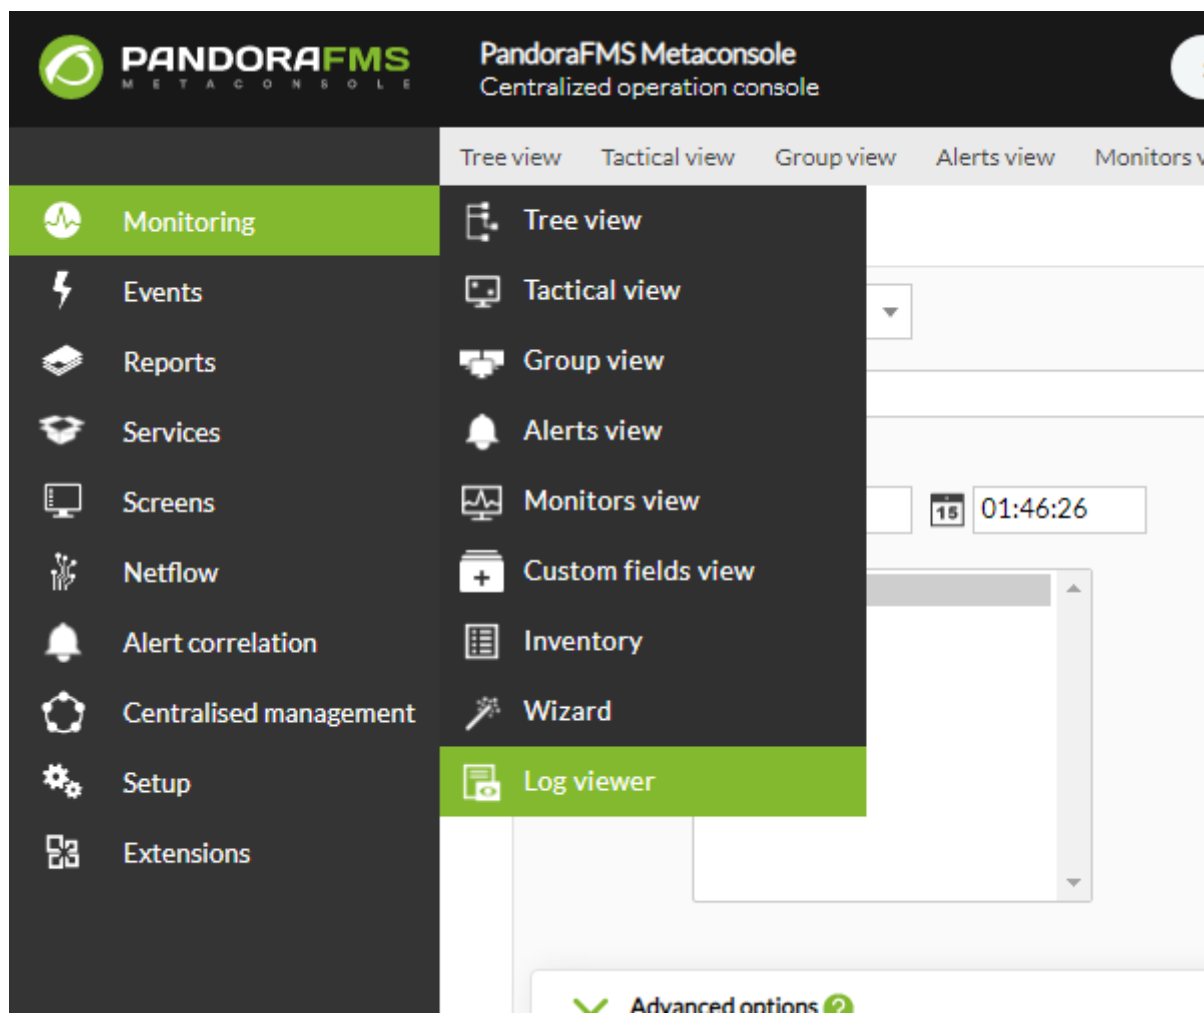 PANDORAFMS
METACONSOLE
PandoraFMS Metaconsole
Centralized operation console
Tree view Tactical view Group view Alerts view Monitors
Monitoring
Events
Reports
Services
Screens
Netflow
Alert correlation
Centralised management
Setup
Extensions
Tree view
Tactical view
Group view
Alerts view
Monitors view
Custom fields view
Inventory
Wizard
Log viewer
15 01:46:26
Advanced options ?